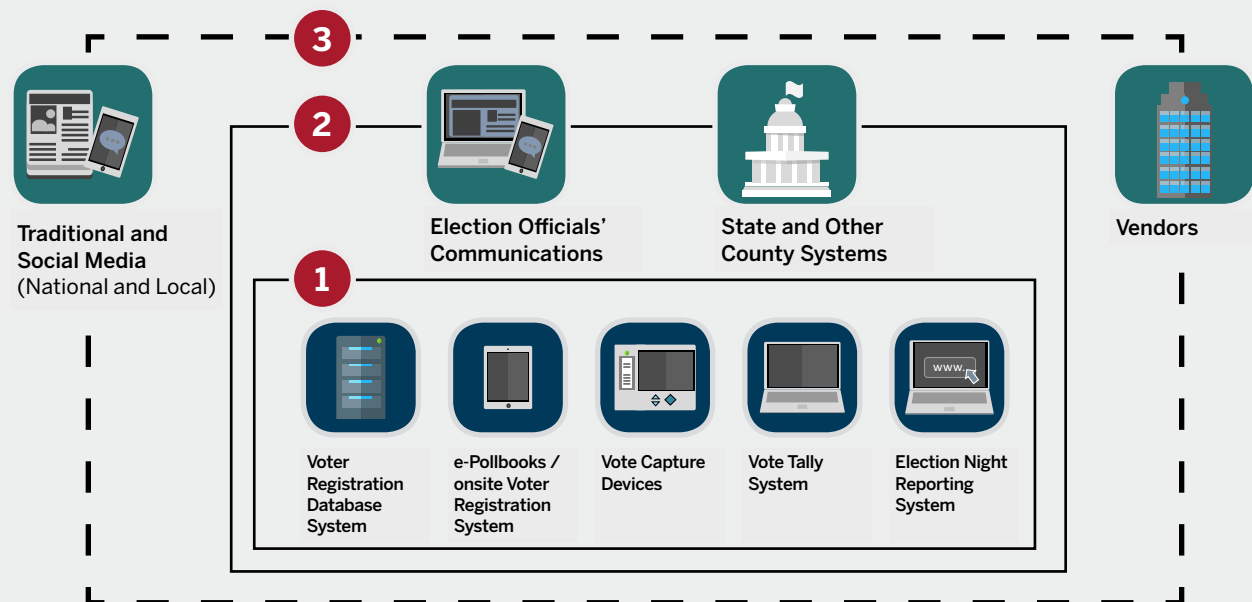 3
2
Traditional and
Social Media
(National and Local)
Election Officials’
Communications
State and Other
County Systems
Vendors
1
www.
Voter
Registration
Database
System
e-Pollbooks /
onsite Voter
Registration
System
Vote Capture
Devices
Vote Tally
System
Election Night
Reporting
System